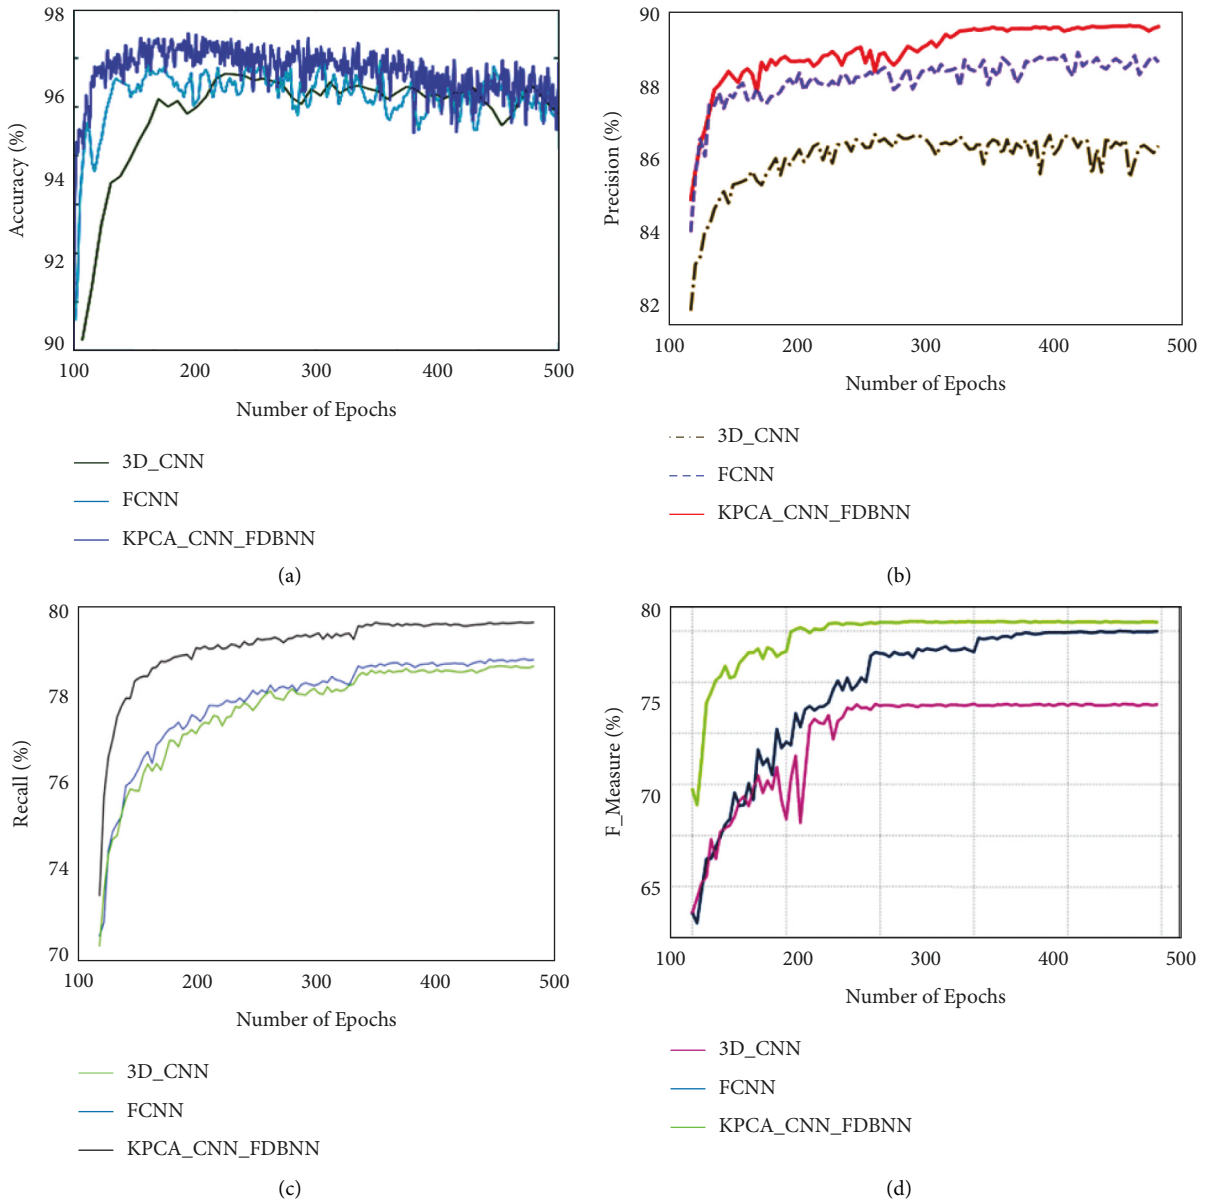 98
96
94
92
90
Accuracy (%)
100 200 300 400 500
Number of Epochs
3D_CNN
FCNN
KPCA_CNN_FDBNN
(a)
90
88
86
84
82
Precision (%)
100 200 300 400 500
Number of Epochs
3D_CNN
FCNN
KPCA_CNN_FDBNN
(b)
80
78
76
74
70
Recall (%)
100 200 300 400 500
Number of Epochs
3D_CNN
FCNN
KPCA_CNN_FDBNN
(c)
80
75
70
65
F_Measure (%)
100 200 300 400 500
Number of Epochs
3D_CNN
FCNN
KPCA_CNN_FDBNN
(d)